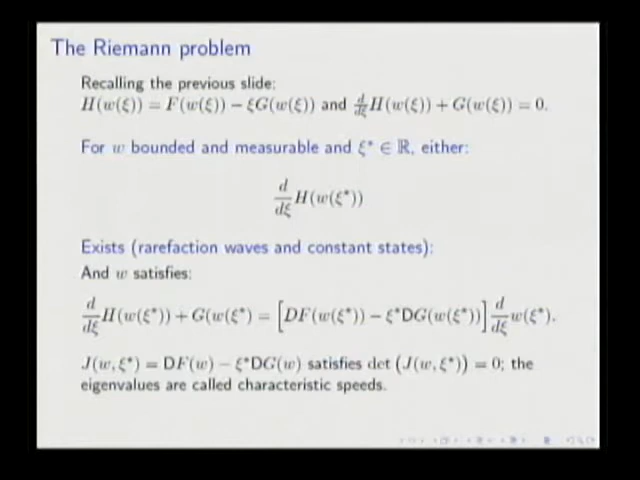 The Riemann problem
Recalling the previous slide:
H(w(ξ)) = F(w(ξ)) − ξG(w(ξ)) and d/dξ H(w(ξ)) + G(w(ξ)) = 0.
For w bounded and measurable and ξ* ∈ ℝ, either:
d/dξ H(w(ξ*))
Exists (rarefaction waves and constant states):
And w satisfies:
d/dξ H(w(ξ*)) + G(w(ξ*) = [DF(w(ξ*)) − ξ*DG(w(ξ*))] d/dξ w(ξ*).
J(w, ξ*) = DF(w) − ξ*DG(w) satisfies det (J(w, ξ*)) = 0; the
eigenvalues are called characteristic speeds.